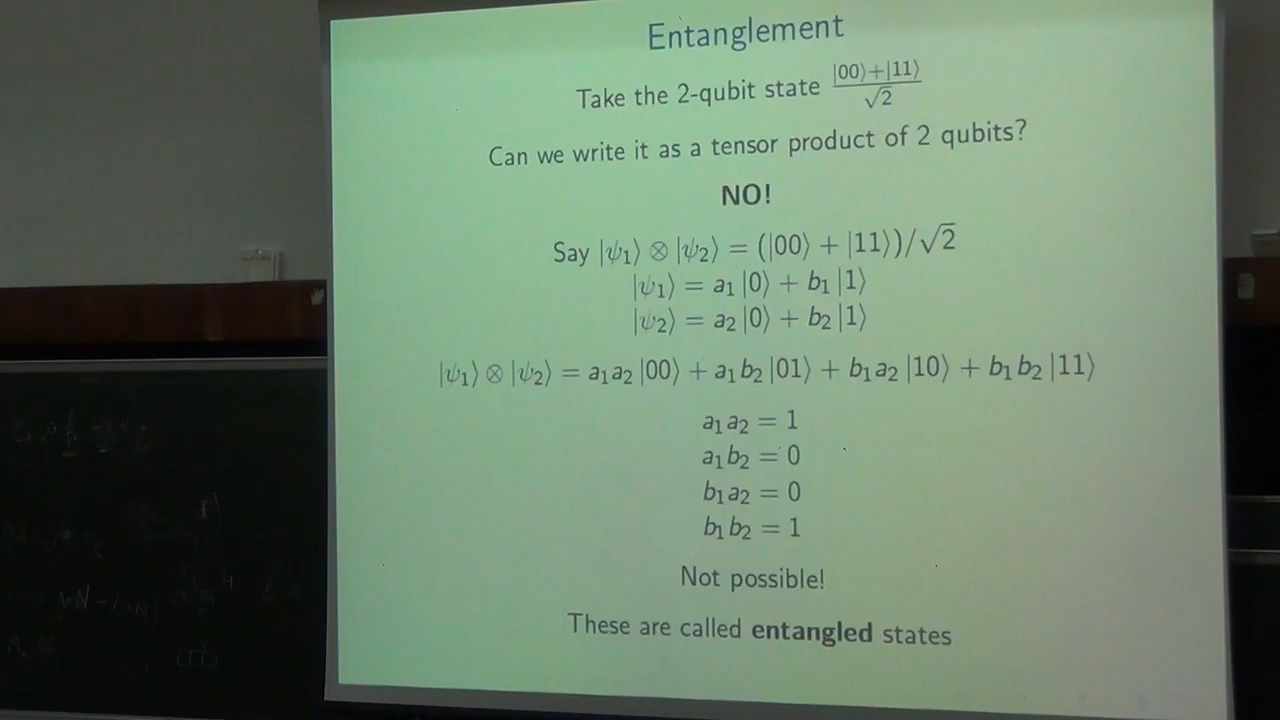 Entanglement
Take the 2-qubit state |00⟩+|11⟩/√2
Can we write it as a tensor product of 2 qubits?
NO!
Say |ψ₁⟩ ⊗ |ψ₂⟩ = (|00⟩ + |11⟩)/√2
|ψ₁⟩ = a₁ |0⟩ + b₁ |1⟩
|ψ₂⟩ = a₂ |0⟩ + b₂ |1⟩
|ψ₁⟩ ⊗ |ψ₂⟩ = a₁a₂ |00⟩ + a₁b₂ |01⟩ + b₁a₂ |10⟩ + b₁b₂ |11⟩
a₁a₂ = 1
a₁b₂ = 0
b₁a₂ = 0
b₁b₂ = 1
Not possible!
These are called entangled states